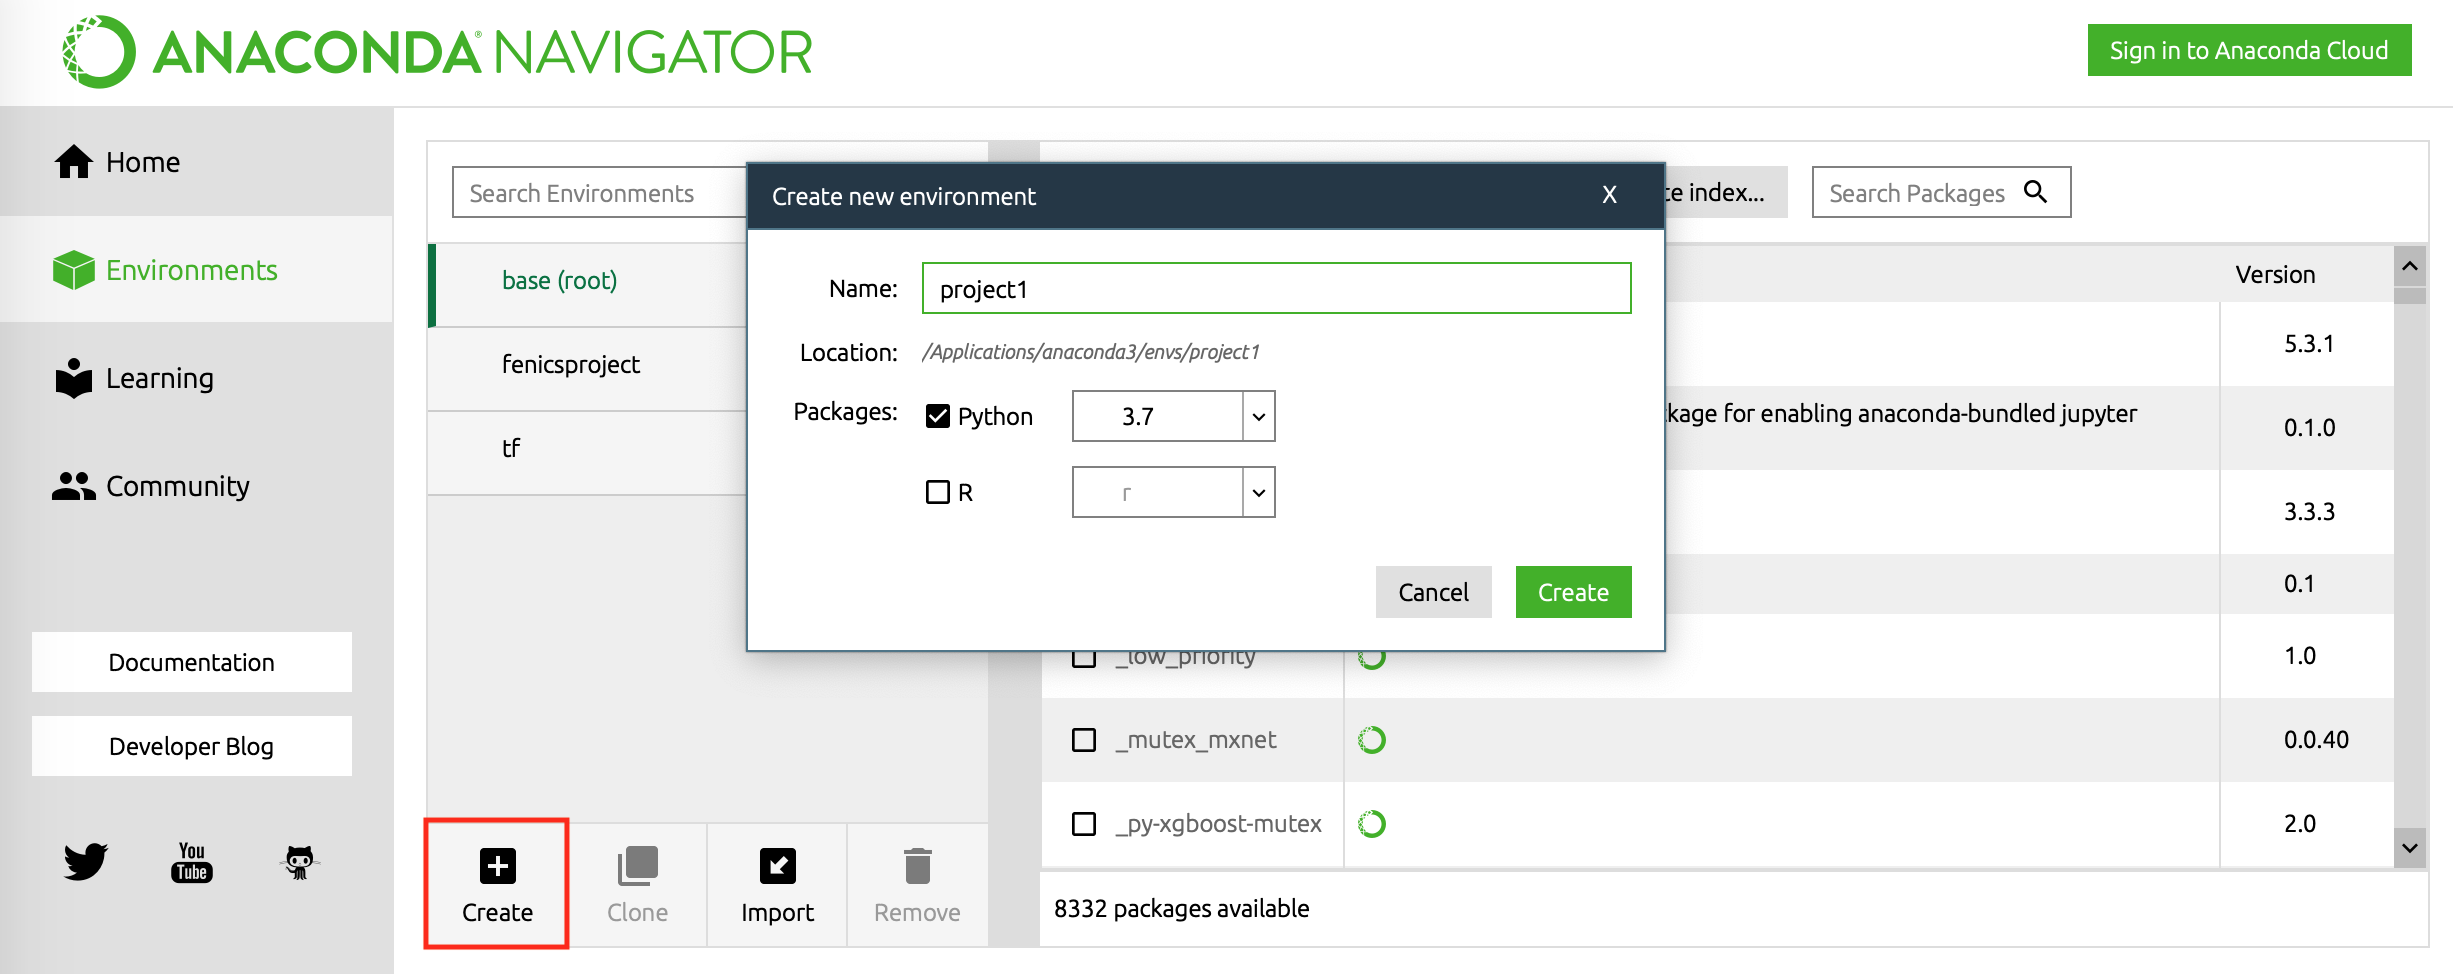 ANACONDA® NAVIGATOR
Sign in to Anaconda Cloud
Home
Environments
Learning
Community
Documentation
Developer Blog
You
Tube
Search Environments
base (root)
fenicsproject
tf
Create
Clone
Import
Remove
Create new environment
X
Name: project1
Location: /Applications/anaconda3/envs/project1
Packages: Python 3.7
R r
Cancel
Create
index...
Search Packages
Version
5.3.1
for enabling anaconda-bundled jupyter
0.1.0
3.3.3
0.1
_low_priority 1.0
_mutex_mxnet 0.0.40
_py-xgboost-mutex 2.0
8332 packages available